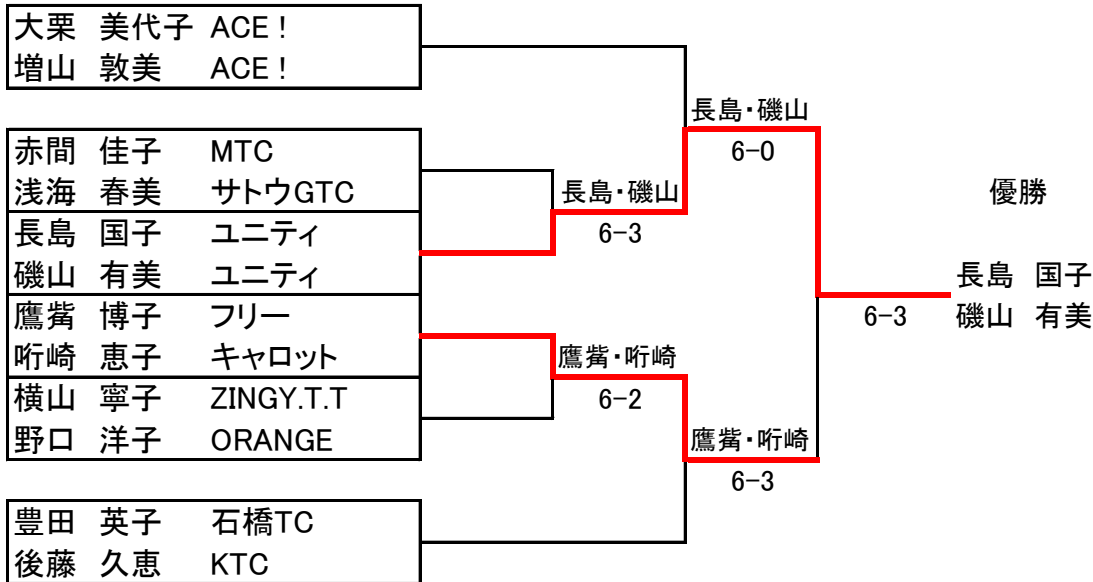 大栗 美代子 ACE！
増山 敦美 ACE！
長島・磯山
6-0
赤間 佳子 MTC
浅海 春美 サトウGTC
長島・磯山
6-3
長島 国子 ユニティ
磯山 有美 ユニティ
優勝
長島 国子
磯山 有美
6-3
鷹觜 博子 フリー
哘崎 恵子 キャロット
鷹觜・哘崎
6-2
横山 寧子 ZINGY.T.T
野口 洋子 ORANGE
鷹觜・哘崎
6-3
豊田 英子 石橋TC
後藤 久恵 KTC